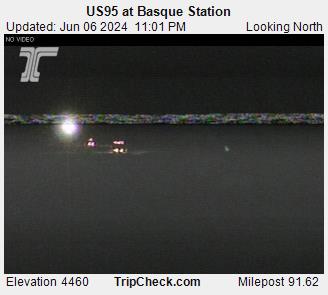 US95 at Basque Station
Updated: Jun 06 2024 11:01 PM Looking North
NO VIDEO
Elevation 4460 TripCheck.com Milepost 91.62